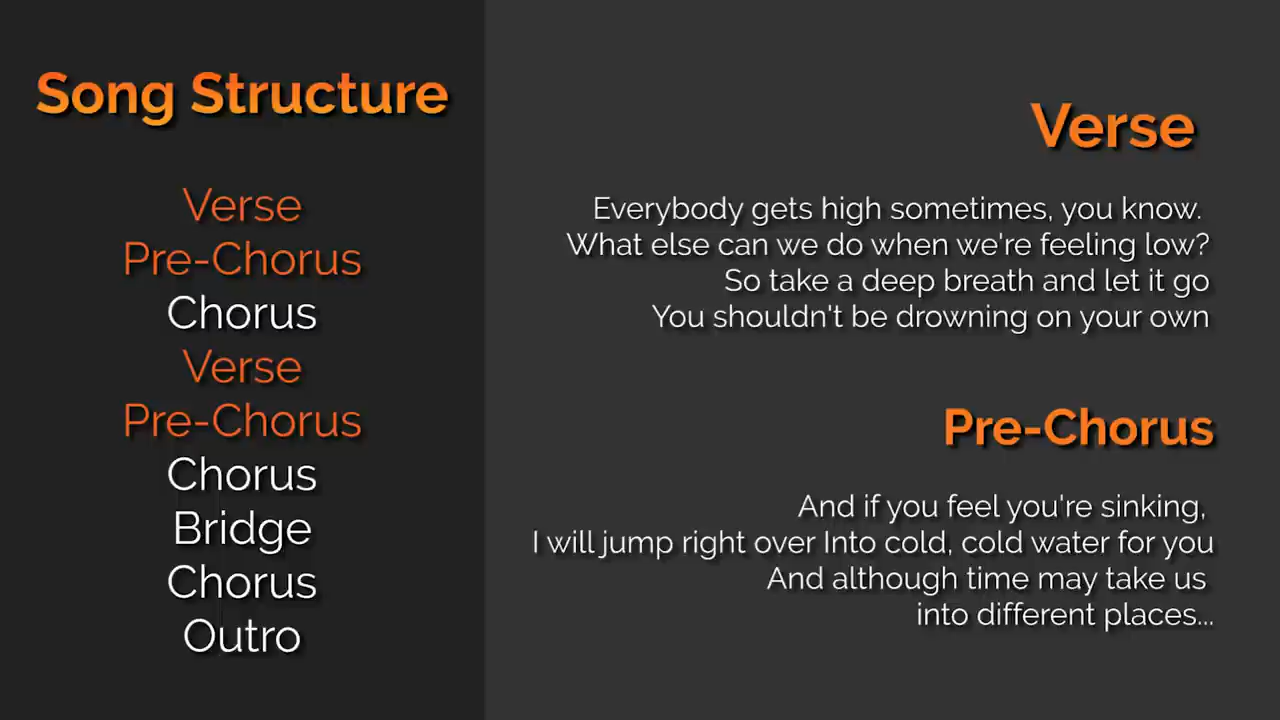 Song Structure
Verse
Pre-Chorus
Chorus
Verse
Pre-Chorus
Chorus
Bridge
Chorus
Outro
Verse
Everybody gets high sometimes, you know.
What else can we do when we're feeling low?
So take a deep breath and let it go
You shouldn't be drowning on your own
Pre-Chorus
And if you feel you're sinking,
I will jump right over Into cold, cold water for you
And although time may take us
into different places...